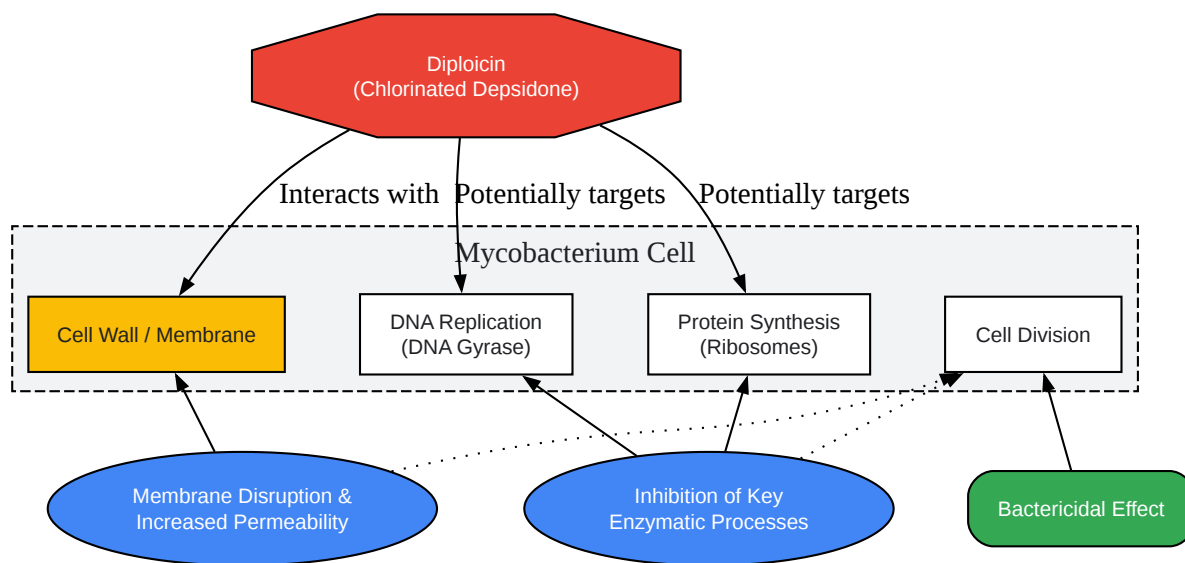 Diploicin
(Chlorinated Depsidone)
Interacts with
Potentially targets
Potentially targets
Mycobacterium Cell
Cell Wall / Membrane
DNA Replication
(DNA Gyrase)
Protein Synthesis
(Ribosomes)
Cell Division
Membrane Disruption &
Increased Permeability
Inhibition of Key
Enzymatic Processes
Bactericidal Effect